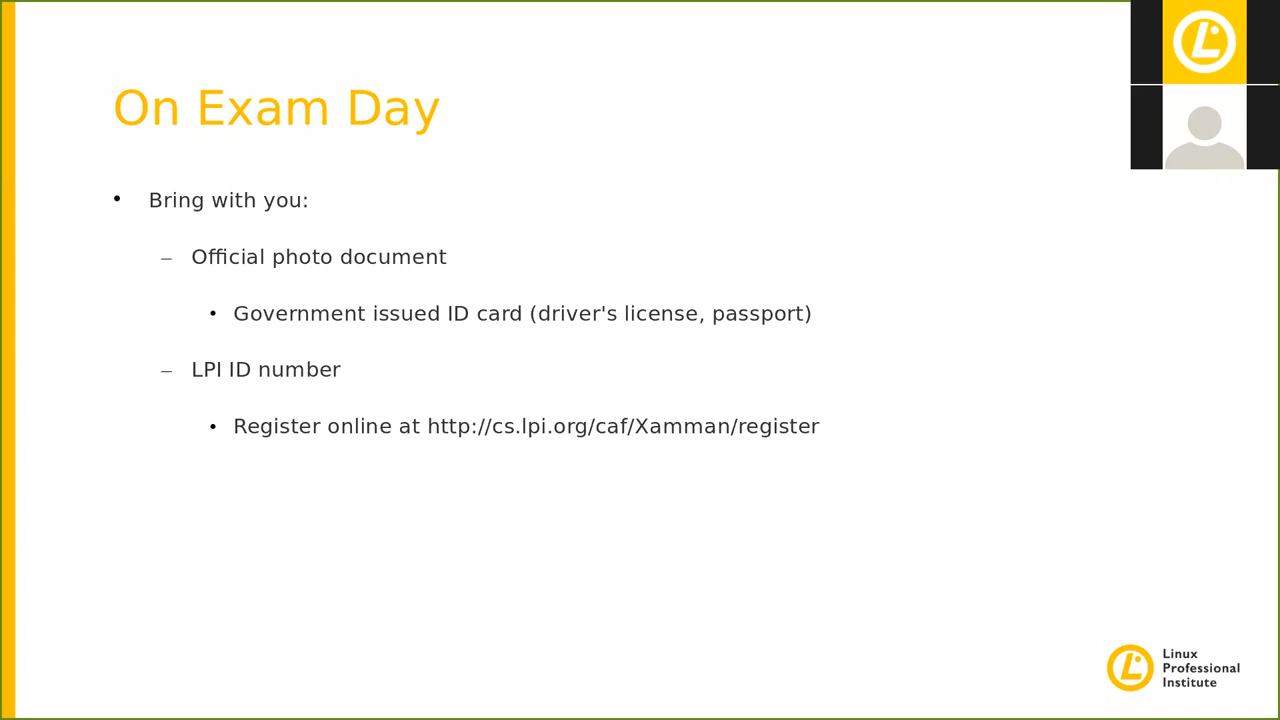 On Exam Day
• Bring with you:
– Official photo document
• Government issued ID card (driver's license, passport)
– LPI ID number
• Register online at http://cs.lpi.org/caf/Xamman/register
Linux
Professional
Institute